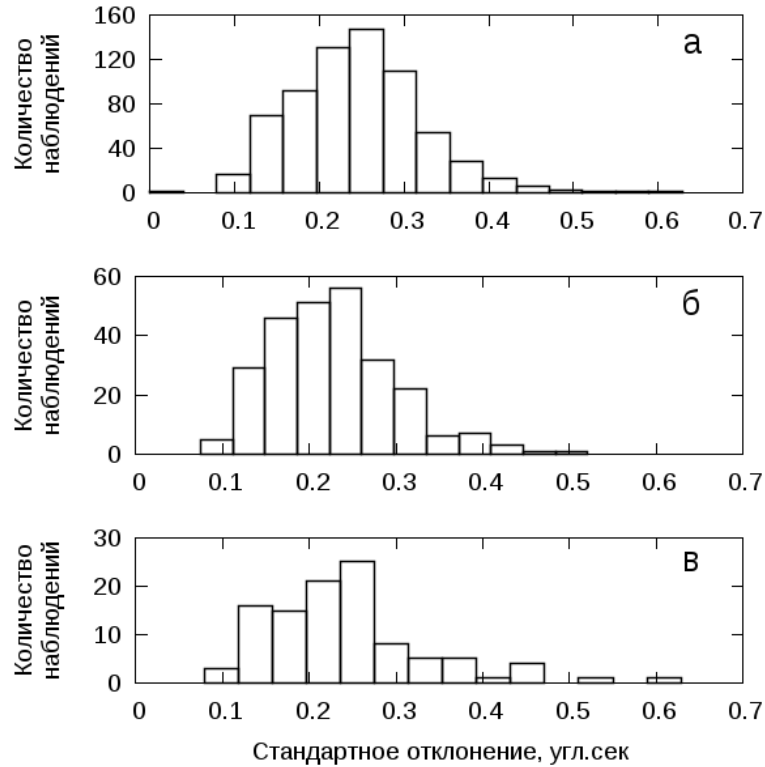 160
120
80
40
0
Количество
наблюдений
а
0 0.1 0.2 0.3 0.4 0.5 0.6 0.7
60
40
20
0
Количество
наблюдений
б
0 0.1 0.2 0.3 0.4 0.5 0.6 0.7
30
20
10
0
Количество
наблюдений
в
0 0.1 0.2 0.3 0.4 0.5 0.6 0.7
Стандартное отклонение, угл.сек